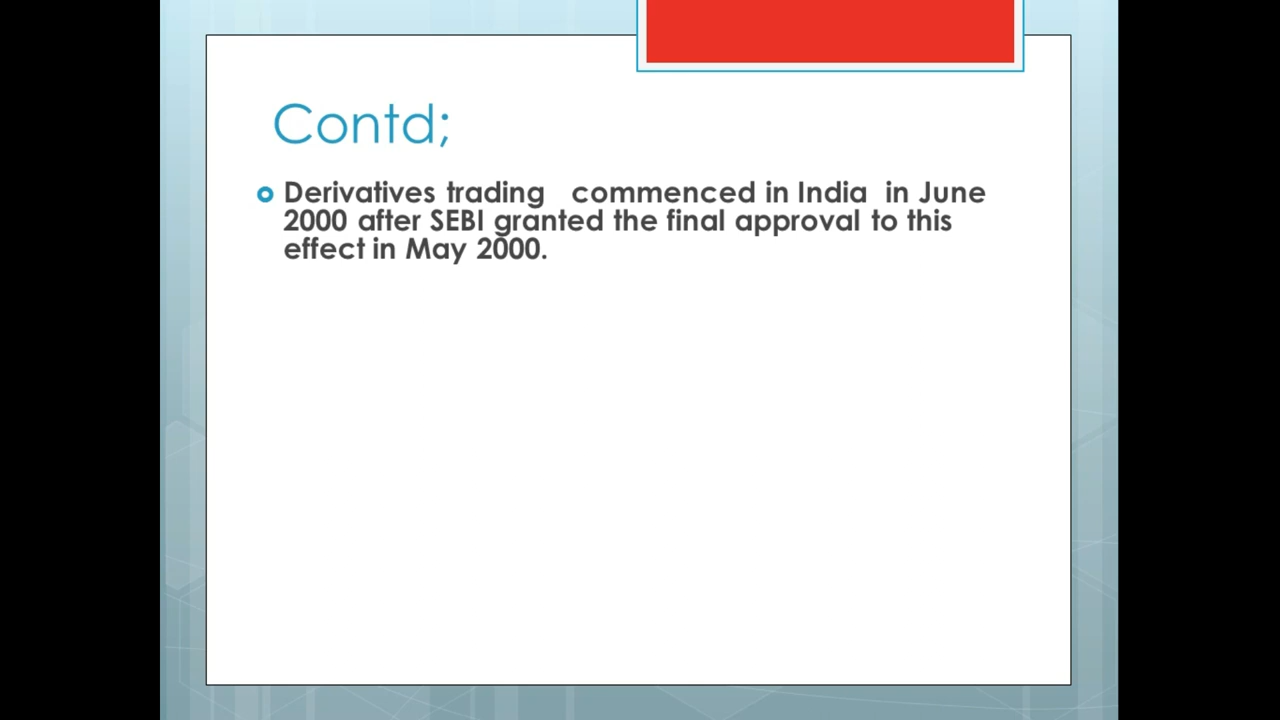 Contd;
Derivatives trading commenced in India in June
2000 after SEBI granted the final approval to this
effect in May 2000.